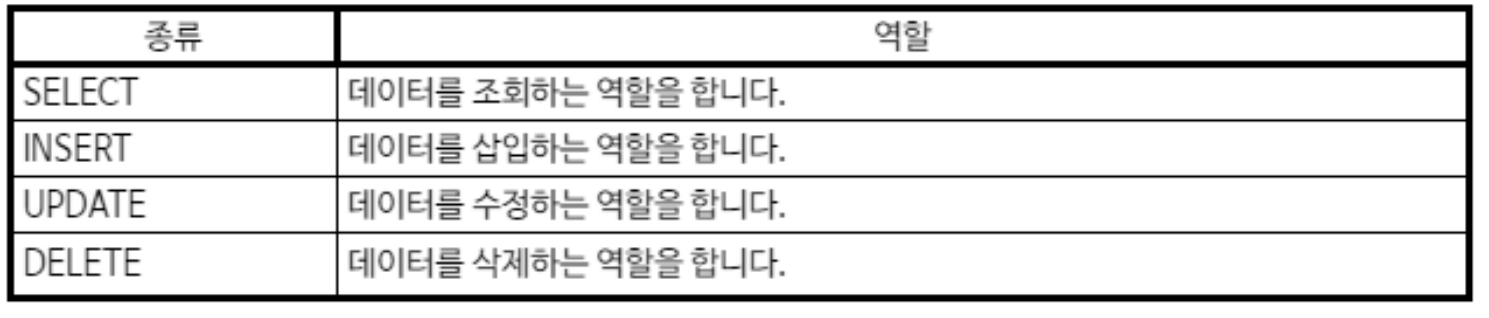 종류 역할
SELECT 데이터를 조회하는 역할을 합니다.
INSERT 데이터를 삽입하는 역할을 합니다.
UPDATE 데이터를 수정하는 역할을 합니다.
DELETE 데이터를 삭제하는 역할을 합니다.